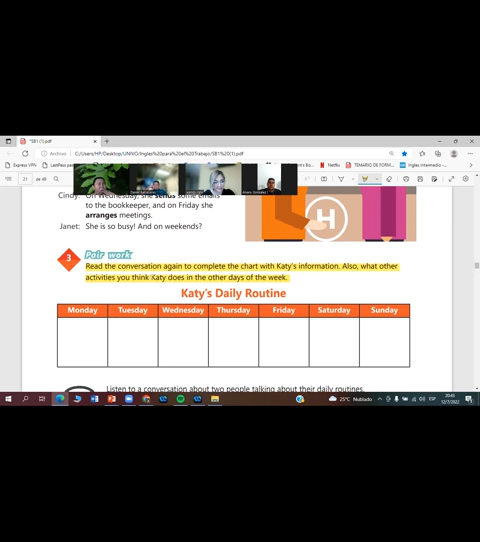 *SB1 (1).pdf
Archivo
C:/Users/HP/Desktop/UNIVO/Ingles%20para%20el%20Trabajo/SB1%20(1).pdf
Express VPN
Netflix
TEMARIO DE FORM...
Ingles Intermedio -...
21
de 48
Cindy: On Wednesday, she sends some emails
to the bookkeeper, and on Friday she
arranges meetings.
Janet: She is so busy! And on weekends?
H
3
Pair work
Read the conversation again to complete the chart with Katy's information. Also, what other
activities you think Katy does in the other days of the week.
Katy's Daily Routine
Monday Tuesday Wednesday Thursday Friday Saturday Sunday
Listen to a conversation about two people talking about their daily routines.
25°C Nublado
ESP
20:45
12/7/2022